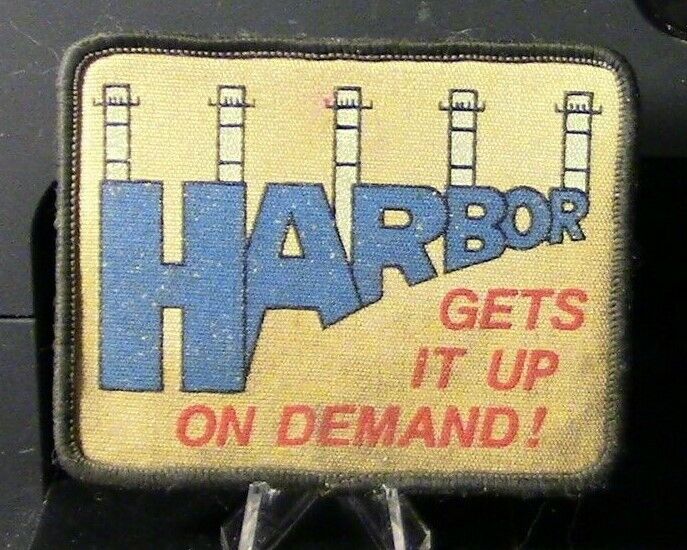 HARBOR
GETS
IT UP
ON DEMAND!